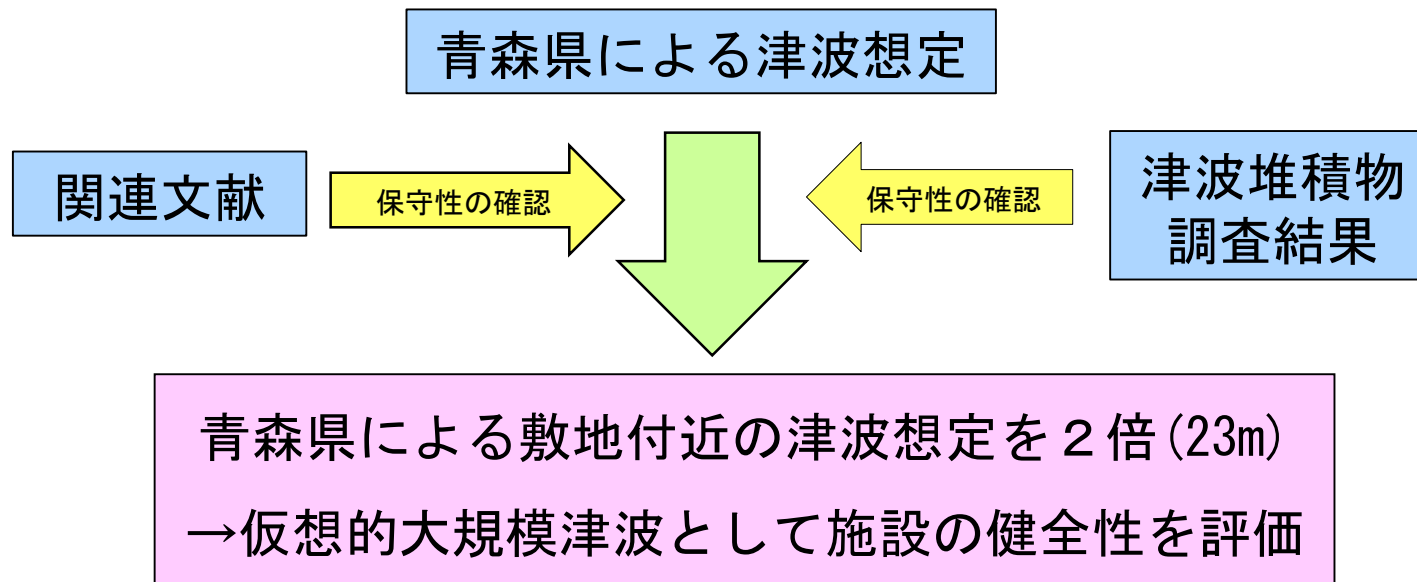 青森県による津波想定
関連文献
保守性の確認
保守性の確認
津波堆積物
調査結果
青森県による敷地付近の津波想定を２倍(23m)
→仮想的大規模津波として施設の健全性を評価